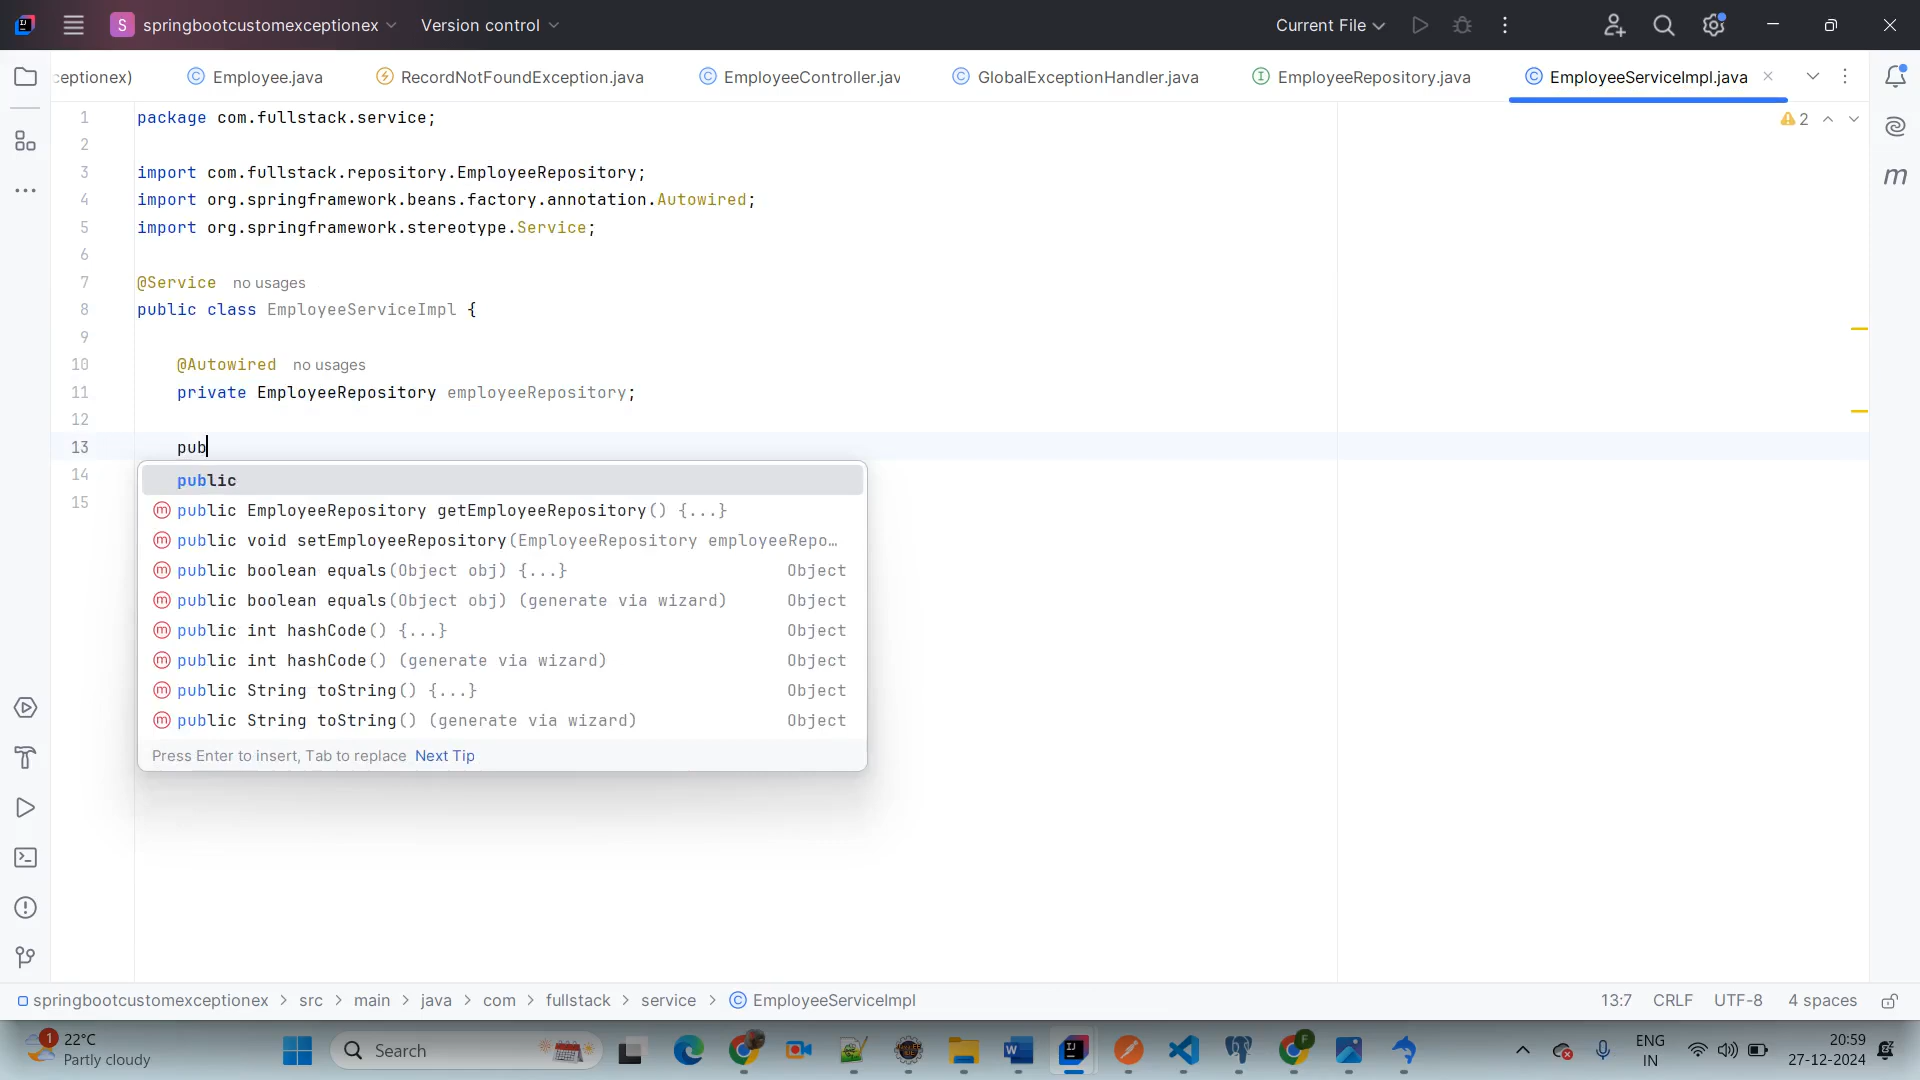 S springbootcustomexceptionex Version control Current File
ceptionex) Employee.java RecordNotFoundException.java EmployeeController.jav GlobalExceptionHandler.java EmployeeRepository.java EmployeeServiceImpl.java
1 package com.fullstack.service; 2
2
3 import com.fullstack.repository.EmployeeRepository;
4 import org.springframework.beans.factory.annotation.Autowired;
5 import org.springframework.stereotype.Service;
6
7 @Service no usages
8 public class EmployeeServiceImpl {
9
10 @Autowired no usages
11 private EmployeeRepository employeeRepository;
12
13 pub
14
15
public
public EmployeeRepository getEmployeeRepository() {...}
public void setEmployeeRepository(EmployeeRepository employeeRepo…
public boolean equals(Object obj) {...} Object
public boolean equals(Object obj) (generate via wizard) Object
public int hashCode() {...} Object
public int hashCode() (generate via wizard) Object
public String toString() {...} Object
public String toString() (generate via wizard) Object
Press Enter to insert, Tab to replace Next Tip
springbootcustomexceptionex > src > main > java > com > fullstack > service > EmployeeServiceImpl 13:7 CRLF UTF-8 4 spaces
1 22°C
Partly cloudy
Search
ENG
IN
20:59
27-12-2024